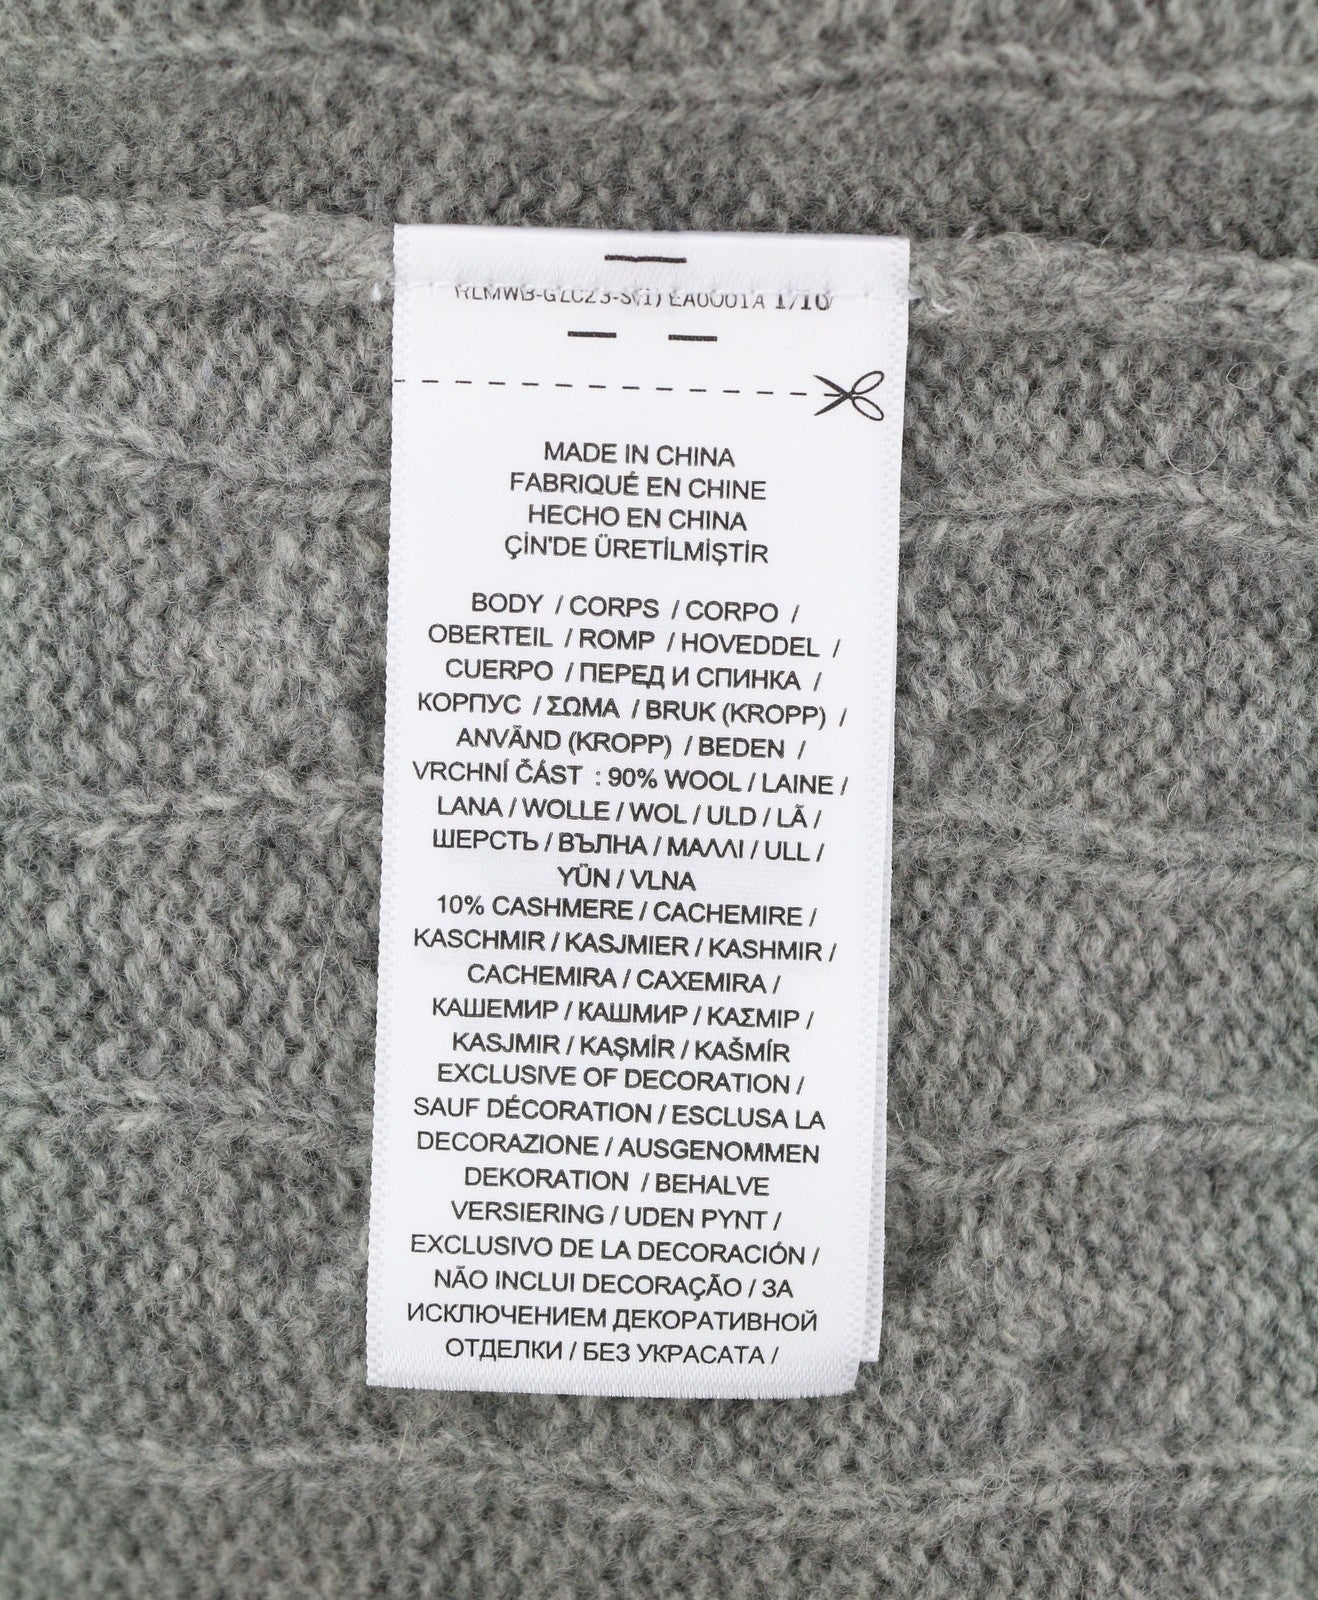 EA0001A 1/10
MADE IN CHINA
FABRIQUÉ EN CHINE
HECHO EN CHINA
ÇİN'DE ÜRETİLMİŞTİR
BODY / CORPS / CORPO /
OBERTEIL / ROMP / HOVEDDEL /
CUERPO / ПЕРЕД И СПИНКА /
КОРПУС / ΣΩΜΑ / BRUK (KROPP) /
ANVÄND (KROPP) / BEDEN /
VRCHNÍ ČÁST : 90% WOOL / LAINE /
LANA / WOLLE / WOL / ULD / LÃ /
ШЕРСТЬ / ВЪЛНА / ΜΑΛΛΙ / ULL /
YÜN / VLNA
10% CASHMERE / CACHEMIRE /
KASCHMIR / KASJMIER / KASHMIR /
CACHEMIRA / CAXEMIRA /
КАШЕМИР / КАШМИР / ΚΑΣΜΙΡ /
KASJMIR / KAŞMİR / KAŠMÍR
EXCLUSIVE OF DECORATION /
SAUF DÉCORATION / ESCLUSA LA
DECORAZIONE / AUSGENOMMEN
DEKORATION / BEHALVE
VERSIERING / UDEN PYNT /
EXCLUSIVO DE LA DECORACIÓN /
NÃO INCLUI DECORAÇÃO / ЗА
ИСКЛЮЧЕНИЕМ ДЕКОРАТИВНОЙ
ОТДЕЛКИ / БЕЗ УКРАСАТА /